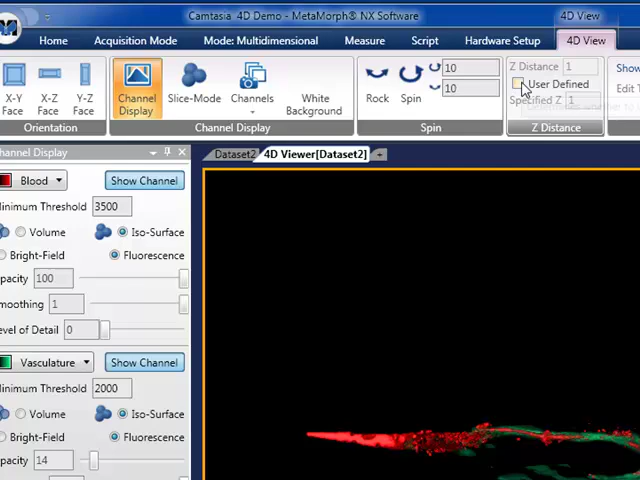 Camtasia 4D Demo - MetaMorph® NX Software
4D View
Home
Acquisition Mode
Mode: Multidimensional
Measure
Script
Hardware Setup
4D View
X-Y Face
X-Z Face
Y-Z Face
Orientation
Channel Display
Slice-Mode
Channels
White Background
Channel Display
Rock
Spin
10
10
Spin
Z Distance 1
User Defined
Specified Z 1
Z Distance
Show
Edit T
hannel Display
Dataset2
4D Viewer[Dataset2]
+
Blood
Show Channel
inimum Threshold 3500
Volume
Iso-Surface
Bright-Field
Fluorescence
pacity 100
moothing 1
evel of Detail 0
Vasculature
Show Channel
inimum Threshold 2000
Volume
Iso-Surface
Bright-Field
Fluorescence
pacity 14